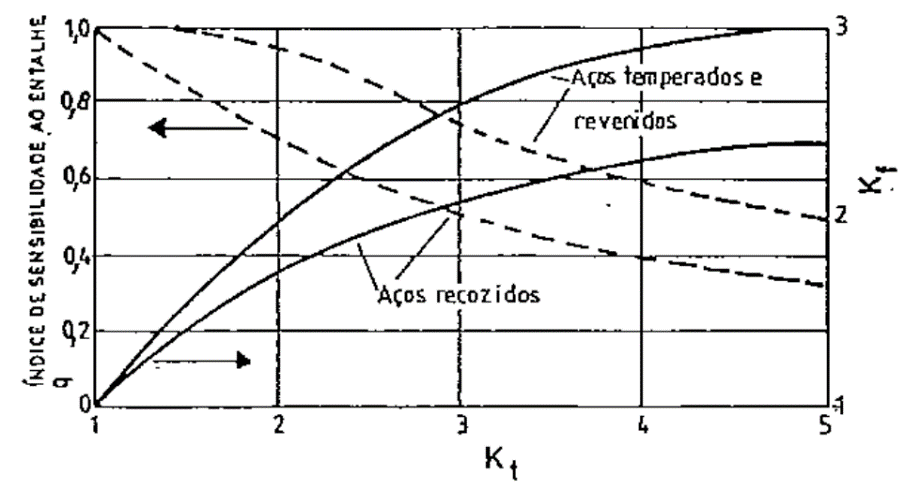 ÍNDICE DE SENSIBILIDADE AO ENTALHE
q
1,0
0,8
0,6
0,4
0,2
0
1
2
3
4
5
K t
3
2
1
K f
Aços temperados e
revenidos
Aços recozidos